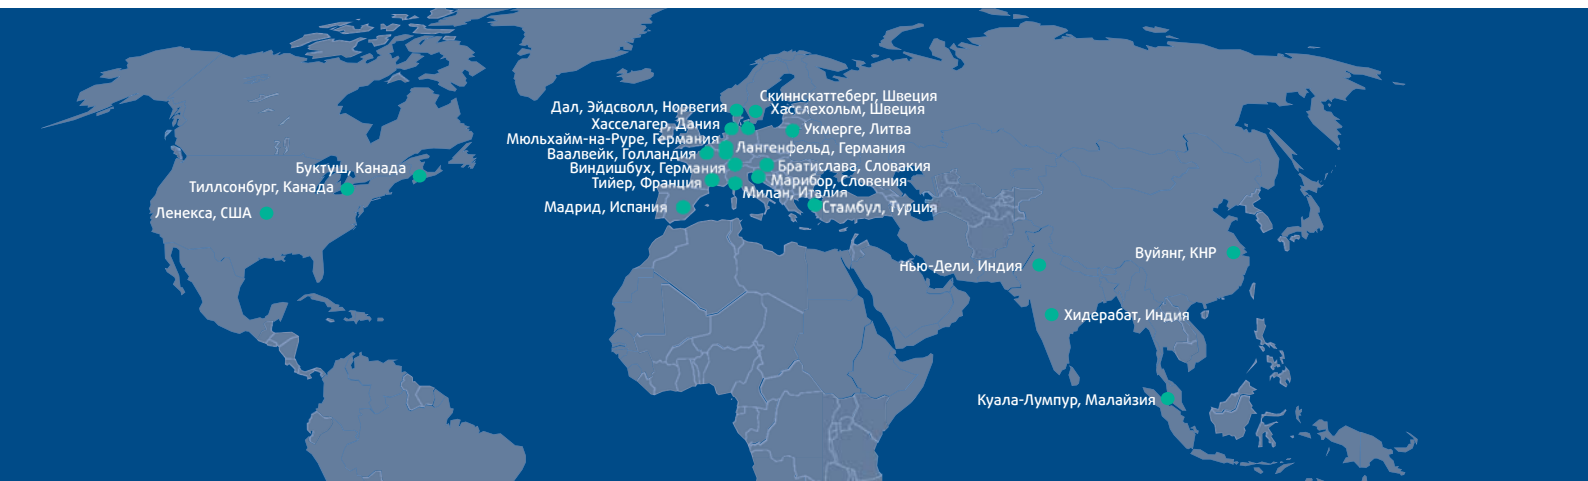 Скиннскаттеберг, Швеция
Дал, Эйдсволл, Норвегия
Хасслехольм, Швеция
Хасселагер, Дания
Укмерге, Литва
Мюльхайм-на-Руре, Германия
Лангенфельд, Германия
Ваалвейк, Голландия
Виндишбух, Германия
Братислава, Словакия
Тийер, Франция
Марибор, Словения
Милан, Италия
Мадрид, Испания
Стамбул, Турция
Буктуш, Канада
Тиллсонбург, Канада
Ленекса, США
Вуйянг, КНР
Нью-Дели, Индия
Хидерабат, Индия
Куала-Лумпур, Малайзия